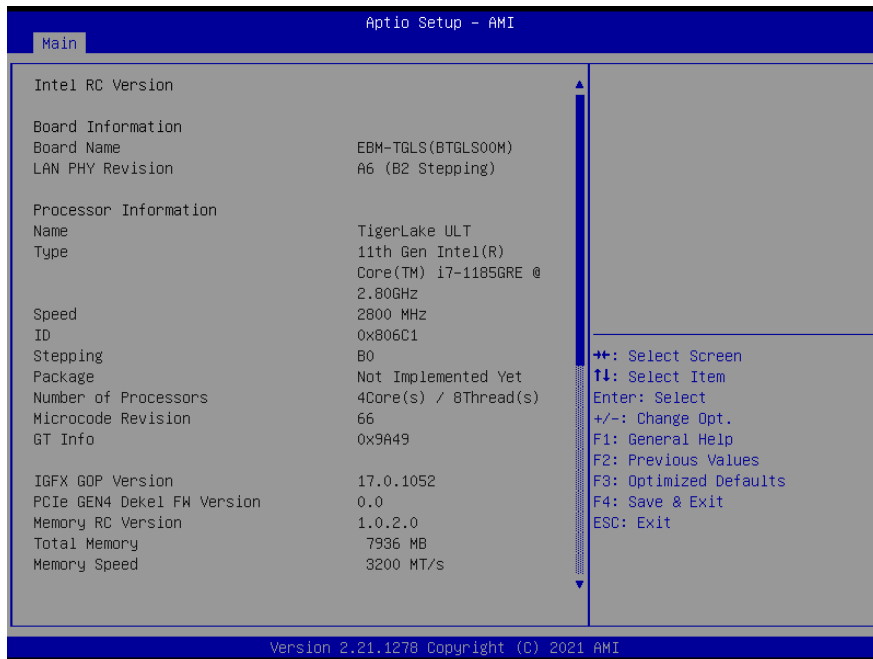 Aptio Setup – AMI
Main
Intel RC Version
Board Information
Board Name EBM-TGLS(BTGLS00M)
LAN PHY Revision A6 (B2 Stepping)
Processor Information
Name TigerLake ULT
Type 11th Gen Intel(R)
Core(TM) i7-1185GRE @
2.80GHz
Speed 2800 MHz
ID 0x806C1
Stepping B0
Package Not Implemented Yet
Number of Processors 4Core(s) / 8Thread(s)
Microcode Revision 66
GT Info 0x9A49
IGFX GOP Version 17.0.1052
PCIe GEN4 Dekel FW Version 0.0
Memory RC Version 1.0.2.0
Total Memory 7936 MB
Memory Speed 3200 MT/s
→←: Select Screen
↑↓: Select Item
Enter: Select
+/-: Change Opt.
F1: General Help
F2: Previous Values
F3: Optimized Defaults
F4: Save & Exit
ESC: Exit
Version 2.21.1278 Copyright (C) 2021 AMI